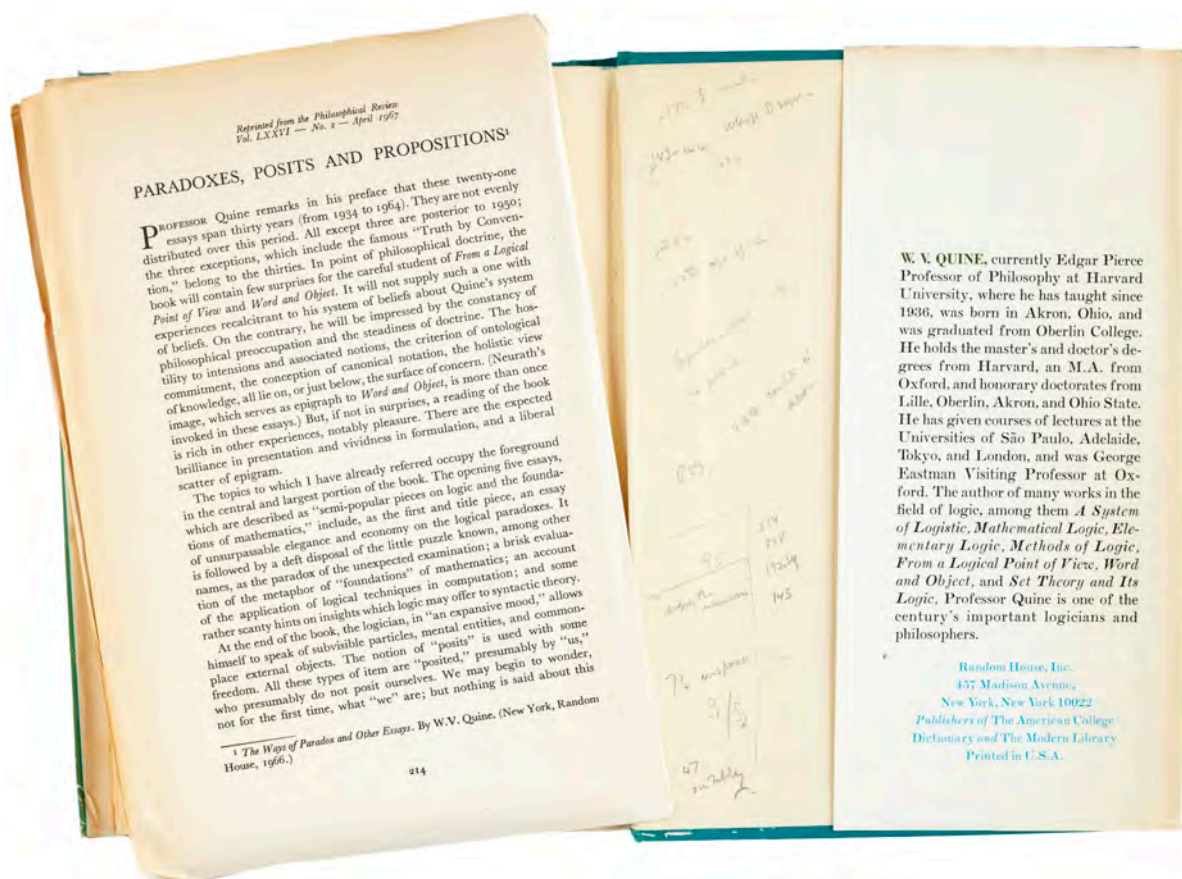 Reprinted from the Philosophical Review
Vol. LXXVI — No. 2 — April 1967
PARADOXES, POSITS AND PROPOSITIONS¹
PROFESSOR Quine remarks in his preface that these twenty-one
essays span thirty years (from 1934 to 1964). They are not evenly
distributed over this period. All except three are posterior to 1950;
the three exceptions, which include the famous "Truth by Conven-
tion," belong to the thirties. In point of philosophical doctrine, the
book will contain few surprises for the careful student of From a Logical
Point of View and Word and Object. It will not supply such a one with
experiences recalcitrant to his system of beliefs about Quine's system
of beliefs. On the contrary, he will be impressed by the constancy of
philosophical preoccupation and the steadiness of doctrine. The hos-
tility to intensions and associated notions, the criterion of ontological
commitment, the conception of canonical notation, the holistic view
of knowledge, all lie on, or just below, the surface of concern. (Neurath's
image, which serves as epigraph to Word and Object, is more than once
invoked in these essays.) But, if not in surprises, a reading of the book
is rich in other experiences, notably pleasure. There are the expected
brilliance in presentation and vividness in formulation, and a liberal
scatter of epigram.
The topics to which I have already referred occupy the foreground
in the central and largest portion of the book. The opening five essays,
which are described as "semi-popular pieces on logic and the founda-
tions of mathematics," include, as the first and title piece, an essay
of unsurpassable elegance and economy on the logical paradoxes. It
is followed by a deft disposal of the little puzzle known, among other
names, as the paradox of the unexpected examination; a brisk evalua-
tion of the metaphor of "foundations" of mathematics; an account
of the application of logical techniques in computation; and some
rather scanty hints on insights which logic may offer to syntactic theory.
At the end of the book, the logician, in "an expansive mood," allows
himself to speak of subvisible particles, mental entities, and common-
place external objects. The notion of "posits" is used with some
freedom. All these types of item are "posited," presumably by "us,"
who presumably do not posit ourselves. We may begin to wonder,
not for the first time, what "we" are; but nothing is said about this
¹ The Ways of Paradox and Other Essays. By W.V. Quine. (New York, Random
House, 1966.)
214
143
47
W. V. QUINE, currently Edgar Pierce
Professor of Philosophy at Harvard
University, where he has taught since
1936, was born in Akron, Ohio, and
was graduated from Oberlin College.
He holds the master's and doctor's de-
grees from Harvard, an M.A. from
Oxford, and honorary doctorates from
Lille, Oberlin, Akron, and Ohio State.
He has given courses of lectures at the
Universities of São Paulo, Adelaide,
Tokyo, and London, and was George
Eastman Visiting Professor at Ox-
ford. The author of many works in the
field of logic, among them A System
of Logistic, Mathematical Logic, Ele-
mentary Logic, Methods of Logic,
From a Logical Point of View, Word
and Object, and Set Theory and Its
Logic, Professor Quine is one of the
century's important logicians and
philosophers.
Random House, Inc.
457 Madison Avenue,
New York, New York 10022
Publishers of The American College
Dictionary and The Modern Library
Printed in U.S.A.